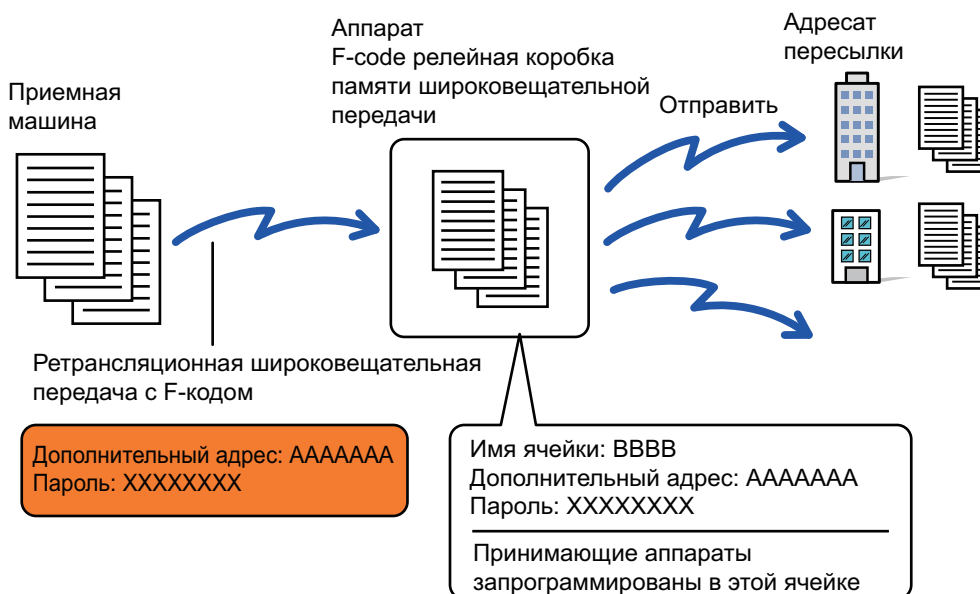 Приемная
машина
Аппарат
F-code релейная коробка
памяти широковещательной
передачи
Отправить
Адресат
пересылки
Ретрансляционная широковещательная
передача с F-кодом
Дополнительный адрес: AAAAAAA
Пароль: XXXXXXXX
Имя ячейки: BBBB
Дополнительный адрес: AAAAAAA
Пароль: XXXXXXXX
Принимающие аппараты
запрограммированы в этой ячейке